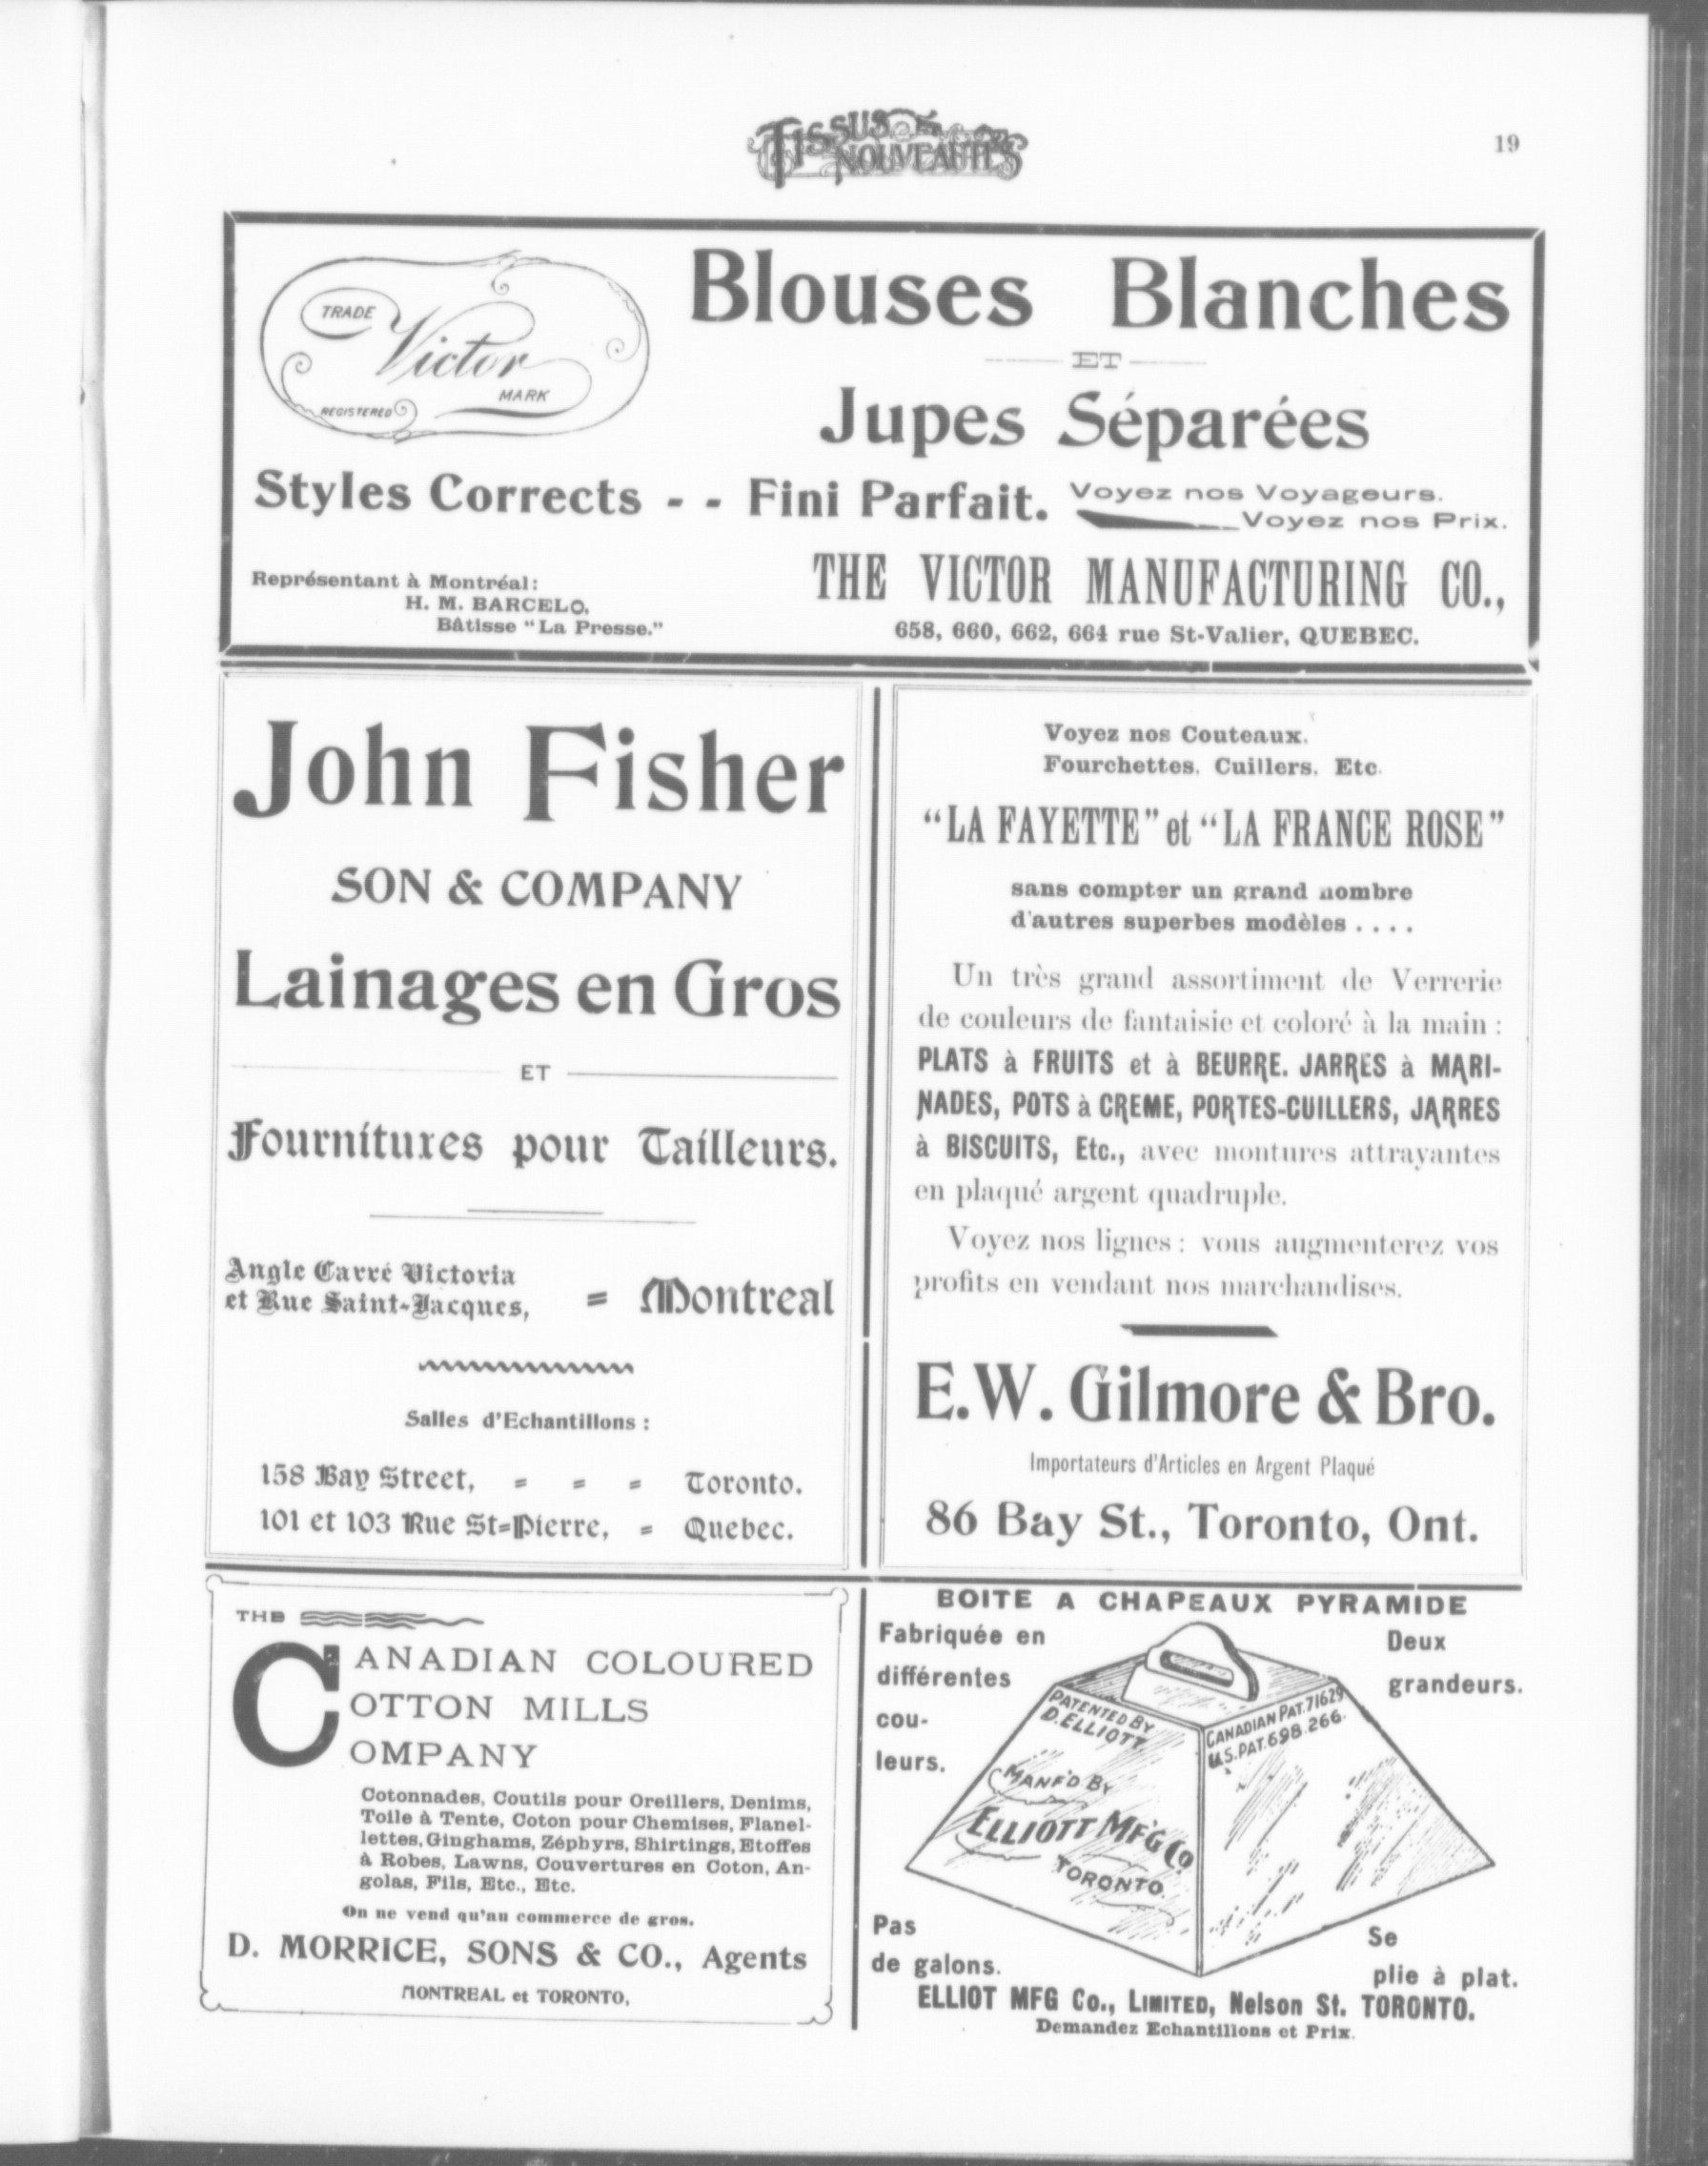 TISSUS
NOUVEAUTÉS
19
TRADE
Victor
MARK
REGISTERED
Blouses Blanches
ET
Jupes Séparées
Styles Corrects - - Fini Parfait.
Voyez nos Voyageurs.
Voyez nos Prix.
Représentant à Montréal:
H. M. BARCELO,
Bâtisse "La Presse."
THE VICTOR MANUFACTURING CO.,
658, 660, 662, 664 rue St-Valier, QUEBEC.
John Fisher
SON & COMPANY
Lainages en Gros
ET
Fournitures pour Tailleurs.
Angle Carré Victoria
et Rue Saint-Jacques,
= Montreal
Salles d'Echantillons :
158 Bay Street, = = = Toronto.
101 et 103 Rue St=Pierre, = Quebec.
Voyez nos Couteaux.
Fourchettes, Cuillers, Etc.
"LA FAYETTE" et "LA FRANCE ROSE"
sans compter un grand nombre
d'autres superbes modèles . . . .
Un très grand assortiment de Verrerie
de couleurs de fantaisie et coloré à la main :
PLATS à FRUITS et à BEURRE. JARRES à MARI-
NADES, POTS à CREME, PORTES-CUILLERS, JARRES
à BISCUITS, Etc., avec montures attrayantes
en plaqué argent quadruple.
Voyez nos lignes : vous augmenterez vos
profits en vendant nos marchandises.
E.W. Gilmore & Bro.
Importateurs d'Articles en Argent Plaqué
86 Bay St., Toronto, Ont.
THE
CANADIAN COLOURED
OTTON MILLS
OMPANY
Cotonnades, Coutils pour Oreillers, Denims,
Toile à Tente, Coton pour Chemises, Flanel-
lettes, Ginghams, Zéphyrs, Shirtings, Etoffes
à Robes, Lawns, Couvertures en Coton, An-
golas, Fils, Etc., Etc.
On ne vend qu'au commerce de gros.
D. MORRICE, SONS & CO., Agents
MONTREAL et TORONTO,
BOITE A CHAPEAUX PYRAMIDE
Fabriquée en
différentes
cou-
leurs.
Deux
grandeurs.
PATENTED BY
D. ELLIOTT.
CANADIAN PAT. 71629
U.S. PAT. 698.266.
MANF'D BY
ELLIOTT MF'G Co
TORONTO.
Pas
de galons.
Se
plie à plat.
ELLIOT MFG Co., LIMITED, Nelson St. TORONTO.
Demandez Echantillons et Prix.